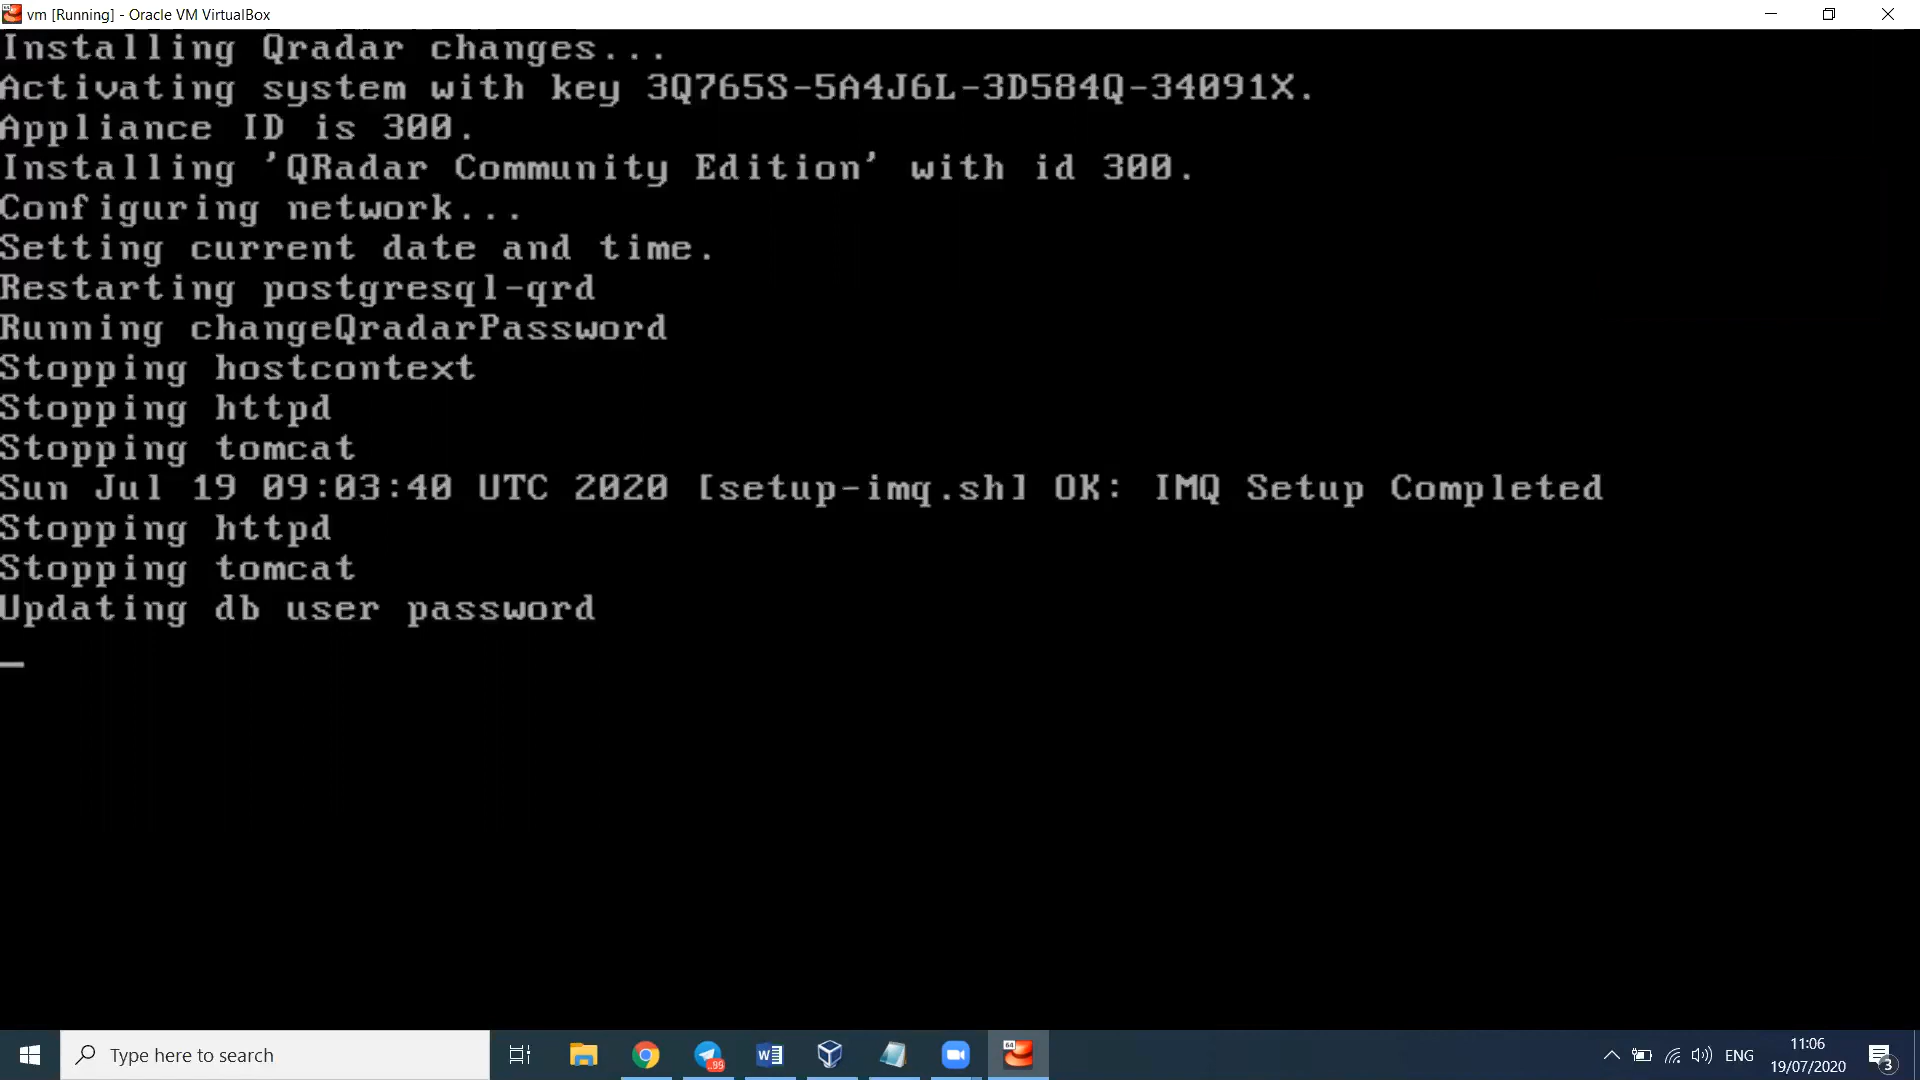 vm [Running] - Oracle VM VirtualBox
Installing Qradar changes...
Activating system with key 3Q765S-5A4J6L-3D584Q-34091X.
Appliance ID is 300.
Installing 'QRadar Community Edition' with id 300.
Configuring network...
Setting current date and time.
Restarting postgresql-qrd
Running changeQradarPassword
Stopping hostcontext
Stopping httpd
Stopping tomcat
Sun Jul 19 09:03:40 UTC 2020 [setup-imq.sh] OK: IMQ Setup Completed
Stopping httpd
Stopping tomcat
Updating db user password
Type here to search
ENG
11:06
19/07/2020
3